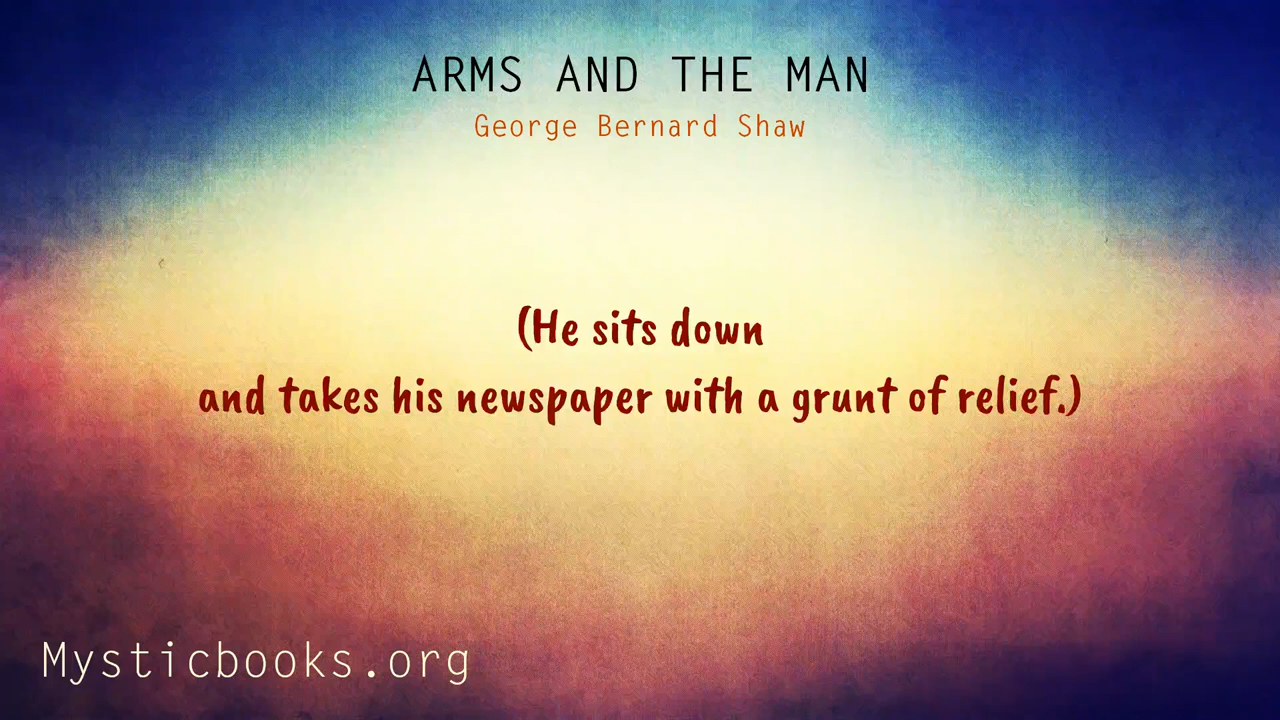 ARMS AND THE MAN
George Bernard Shaw
(He sits down
and takes his newspaper with a grunt of relief.)
Mysticbooks.org